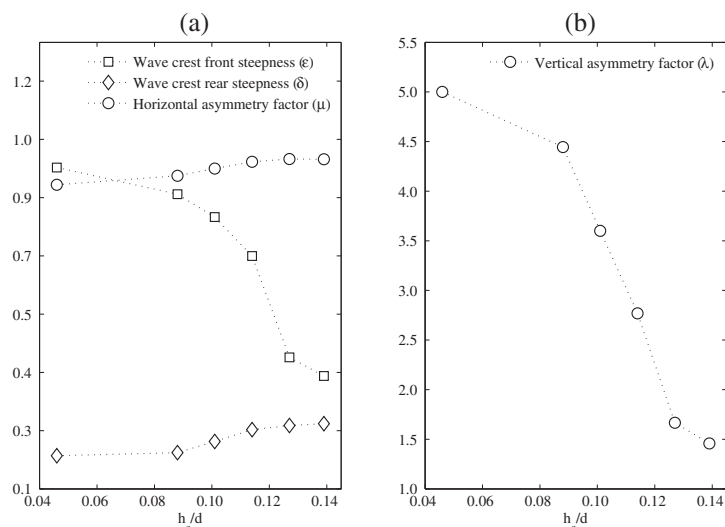 (a)
Wave crest front steepness (ε)
Wave crest rear steepness (δ)
Horizontal asymmetry factor (μ)
1.2
1.0
0.9
0.7
0.6
0.4
0.3
0.1
0.04 0.06 0.08 0.10 0.12 0.14
(b)
Vertical asymmetry factor (λ)
5.5
5.0
4.5
4.0
3.5
3.0
2.5
2.0
1.5
1.0
0.04 0.06 0.08 0.10 0.12 0.14